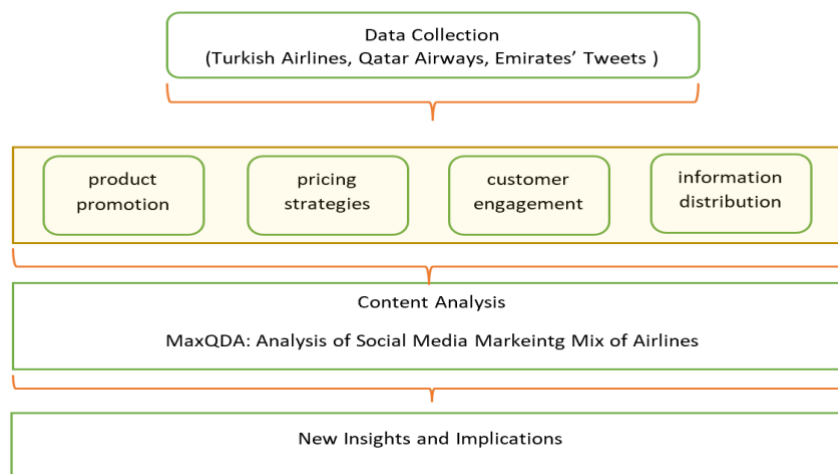 Data Collection
(Turkish Airlines, Qatar Airways, Emirates’ Tweets )
product
promotion
pricing
strategies
customer
engagement
information
distribution
Content Analysis
MaxQDA: Analysis of Social Media Markeintg Mix of Airlines
New Insights and Implications